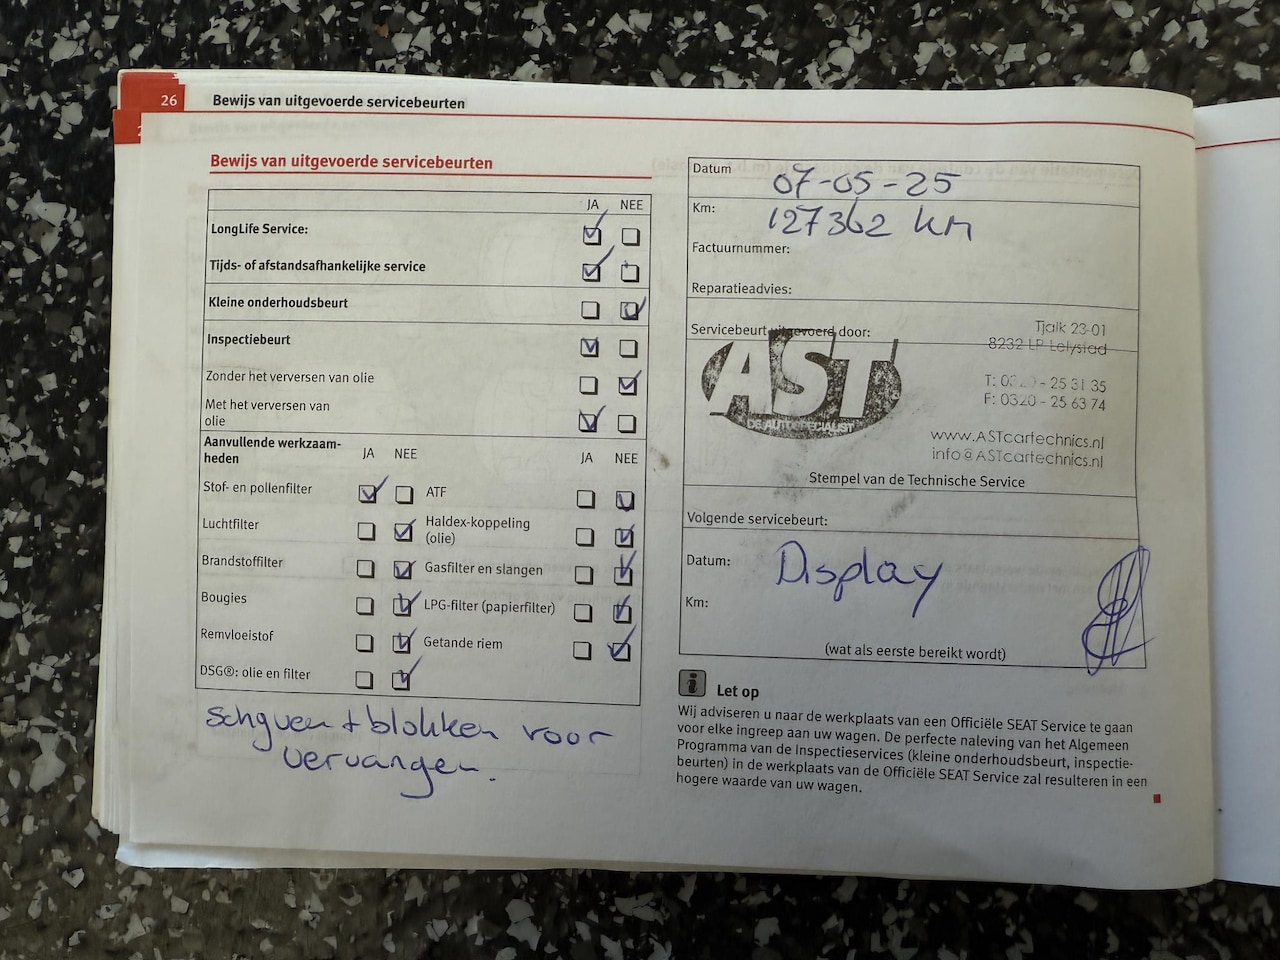 26 Bewijs van uitgevoerde servicebeurten
Bewijs van uitgevoerde servicebeurten
JA NEE
LongLife Service:
Tijds- of afstandsafhankelijke service
Kleine onderhoudsbeurt
Inspectiebeurt
Zonder het verversen van olie
Met het verversen van
olie
Aanvullende werkzaam-
heden
JA NEE
JA NEE
Stof- en pollenfilter
ATF
Luchtfilter
Haldex-koppeling
(olie)
Brandstoffilter
Gasfilter en slangen
Bougies
LPG-filter (papierfilter)
Remvloeistof
Getande riem
DSG®: olie en filter
schyven + blokken voor
vervangen.
Datum
07-05-25
Km:
127362 km
Factuurnummer:
Reparatieadvies:
Servicebeurt uitgevoerd door:
Tjalk 23-01
8232 LP Lelystad
AST
DE AUTOSPECIALIST
T: - 25 31 35
F: 0320 - 25 63 74
www.ASTcartechnics.nl
info@ASTcartechnics.nl
Stempel van de Technische Service
Volgende servicebeurt:
Datum:
Display
Km:
(wat als eerste bereikt wordt)
i Let op
Wij adviseren u naar de werkplaats van een Officiële SEAT Service te gaan
voor elke ingreep aan uw wagen. De perfecte naleving van het Algemeen
Programma van de Inspectieservices (kleine onderhoudsbeurt, inspectie-
beurten) in de werkplaats van de Officiële SEAT Service zal resulteren in een
hogere waarde van uw wagen.